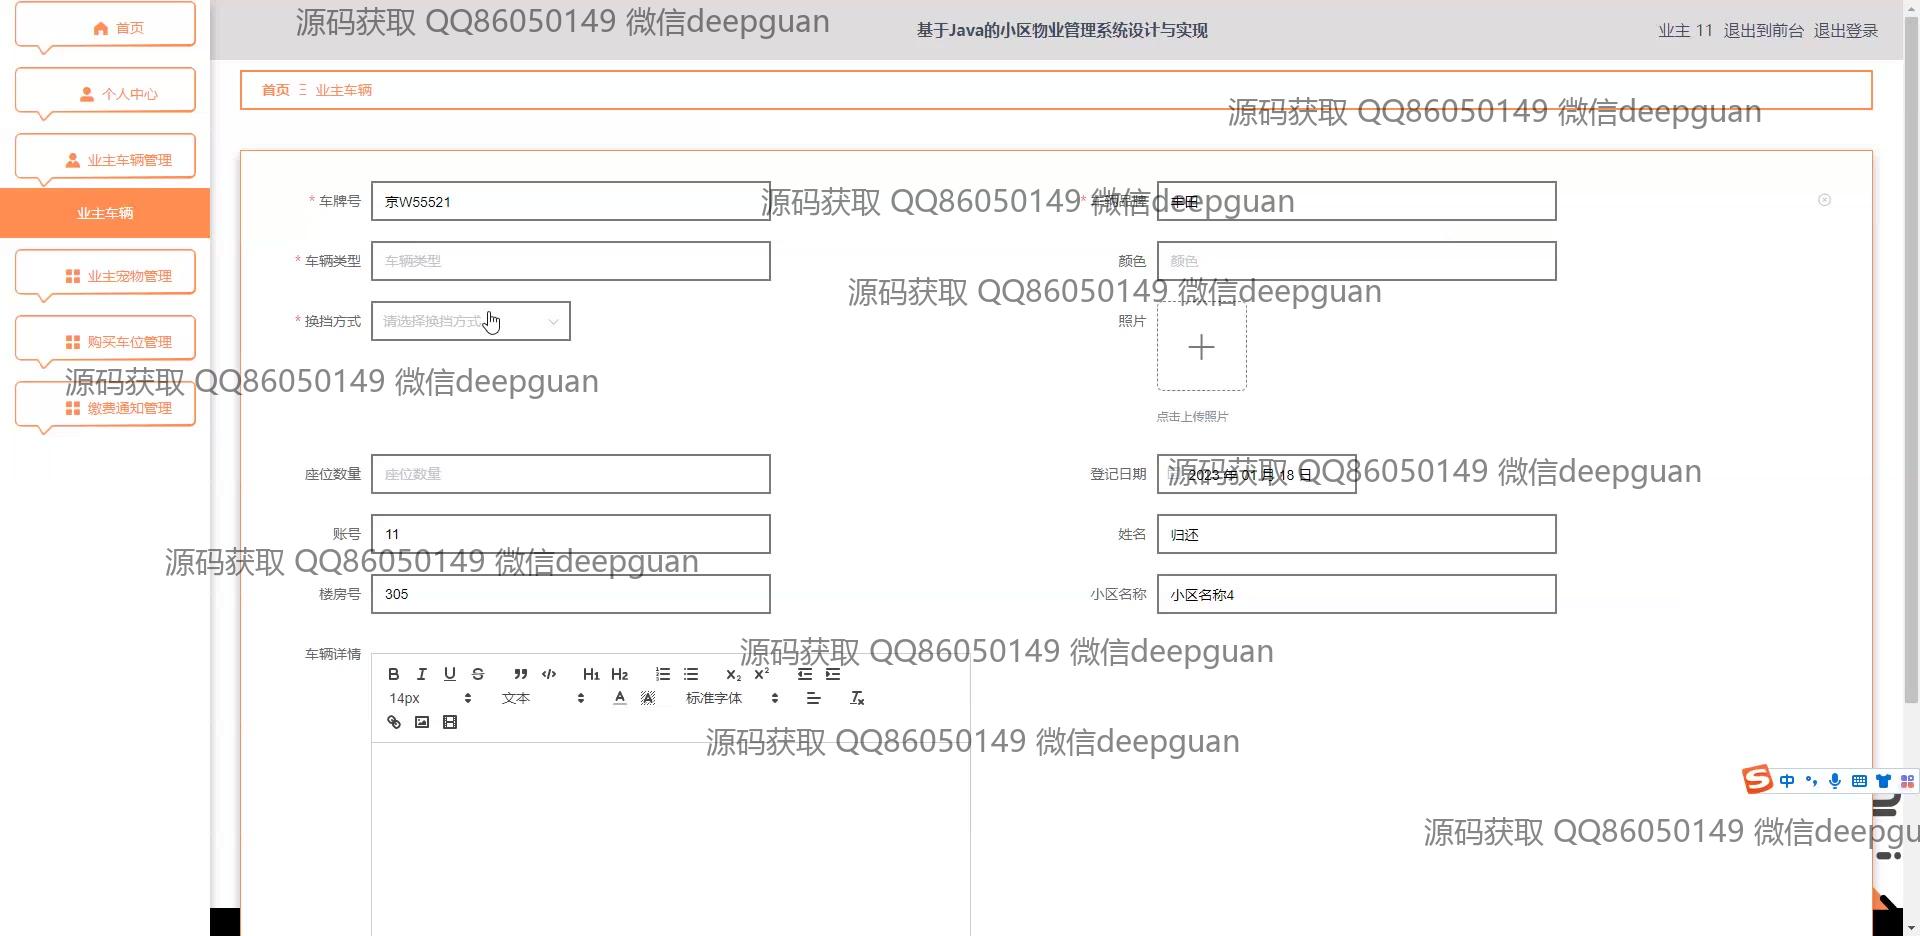 首页
个人中心
业主车辆管理
业主车辆
业主宠物管理
购买车位管理
缴费通知管理
基于Java的小区物业管理系统设计与实现
业主 11 退出到前台 退出登录
首页 业主车辆
* 车牌号 京W55521
* 车辆品牌 丰田
* 车辆类型 车辆类型
颜色 颜色
* 换挡方式 请选择换挡方式
照片
点击上传照片
座位数量 座位数量
登记日期 2023 年 01 月 18 日
账号 11
姓名 归还
楼房号 305
小区名称 小区名称4
车辆详情
B I U S H1 H2 X2 X2
14px 文本 A A 标准字体 Tx
中
源码获取 QQ86050149 微信deepguan
源码获取 QQ86050149 微信deepguan
源码获取 QQ86050149 微信deepguan
源码获取 QQ86050149 微信deepguan
源码获取 QQ86050149 微信deepguan
源码获取 QQ86050149 微信deepguan
源码获取 QQ86050149 微信deepguan
源码获取 QQ86050149 微信deepguan
源码获取 QQ86050149 微信deepguan
源码获取 QQ86050149 微信deepgu